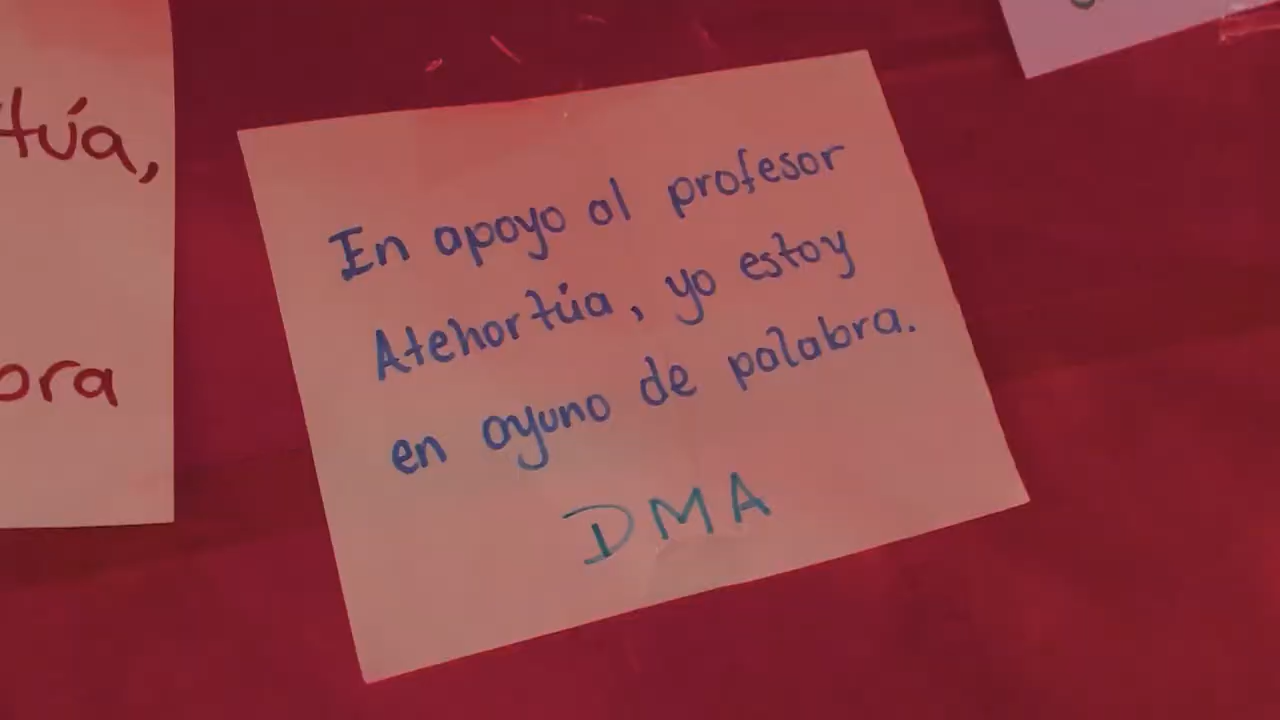 túa,
ora
En apoyo al profesor
Atehortúa, yo estoy
en ayuno de palabra.
DMA